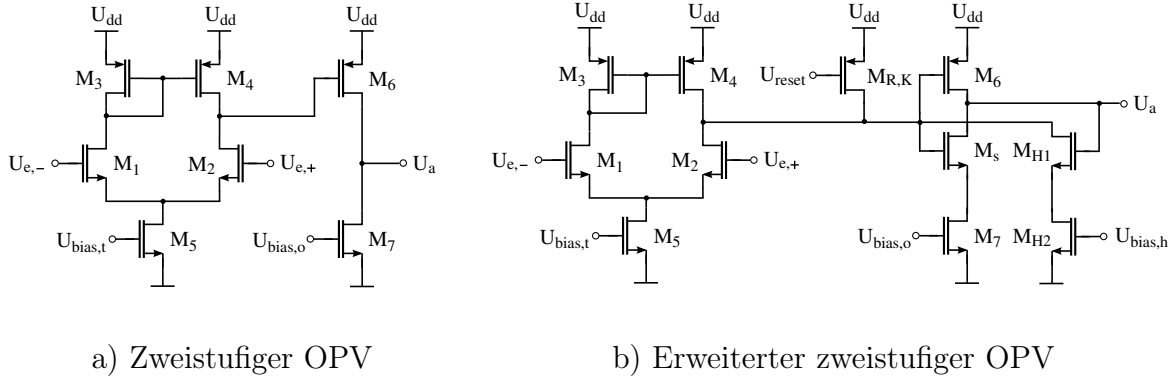 U_dd U_dd U_dd
M_3 M_4 M_6
U_e,− M_1 M_2 U_e,+ U_a
U_bias,t M_5 U_bias,o M_7
a) Zweistufiger OPV
U_dd U_dd U_dd U_dd
M_3 M_4 U_reset M_R,K M_6
U_a
U_e,− M_1 M_2 U_e,+ M_s M_H1
U_bias,t M_5 U_bias,o M_7 M_H2 U_bias,h
b) Erweiterter zweistufiger OPV